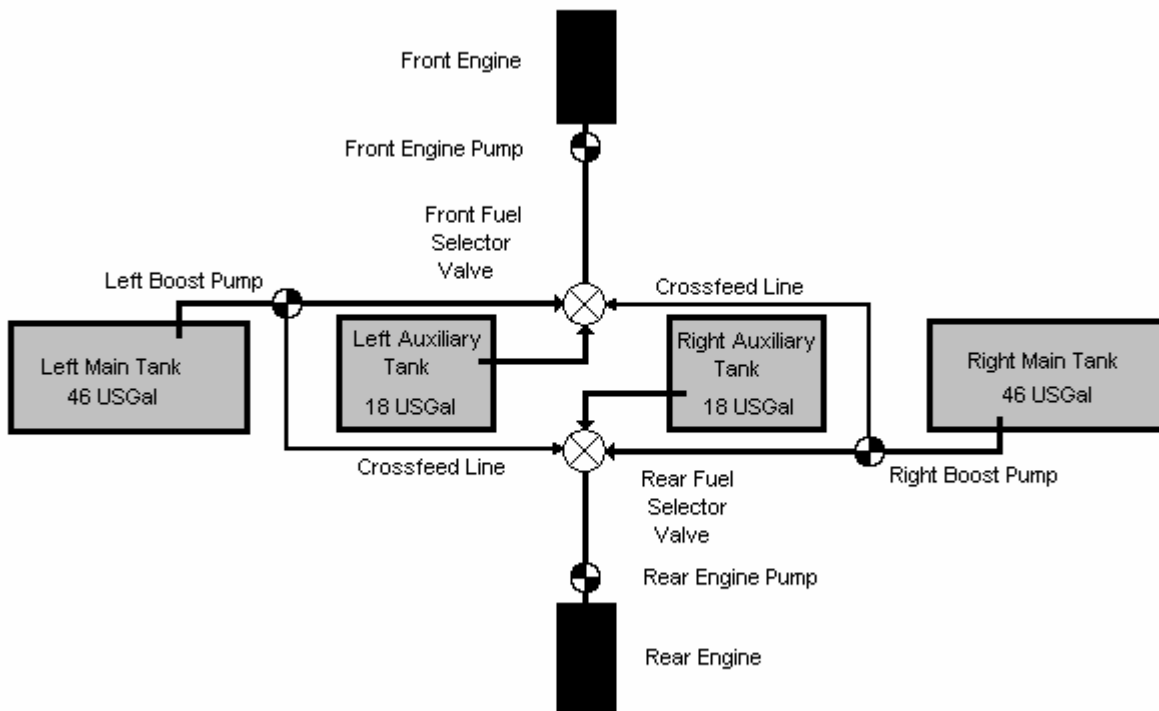 Front Engine
Front Engine Pump
Front Fuel
Selector
Valve
Left Boost Pump
Crossfeed Line
Left Main Tank
46 USGal
Left Auxiliary
Tank
18 USGal
Right Auxiliary
Tank
18 USGal
Right Main Tank
46 USGal
Crossfeed Line
Rear Fuel
Selector
Valve
Right Boost Pump
Rear Engine Pump
Rear Engine